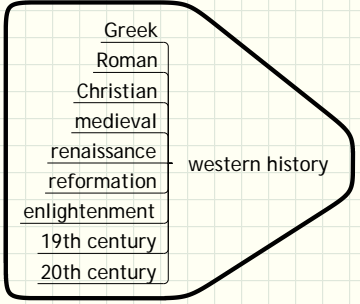 Greek
Roman
Christian
medieval
renaissance
western history
reformation
enlightenment
19th century
20th century